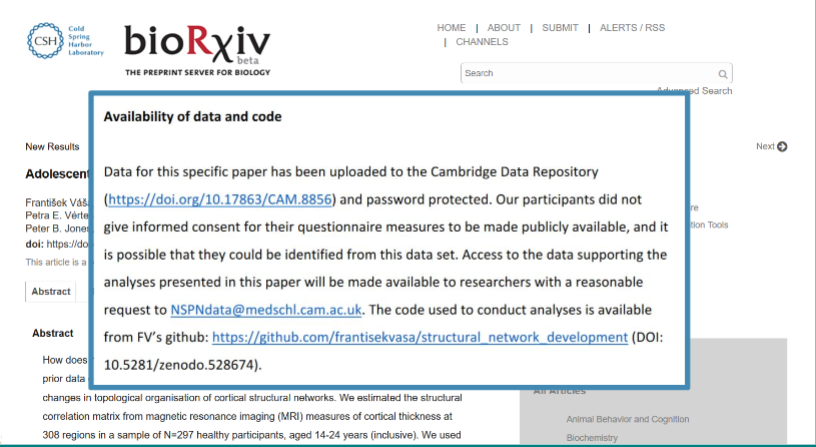 CSH Cold Spring Harbor Laboratory
bioRxiv
beta
THE PREPRINT SERVER FOR BIOLOGY
HOME | ABOUT | SUBMIT | ALERTS / RSS
| CHANNELS
Search
Advanced Search
New Results
Next
Adolescen
František Váš
Petra E. Vérte
Peter B. Jone
doi: https://do
This article is a
Abstract
Availability of data and code
Data for this specific paper has been uploaded to the Cambridge Data Repository
(https://doi.org/10.17863/CAM.8856) and password protected. Our participants did not
give informed consent for their questionnaire measures to be made publicly available, and it
is possible that they could be identified from this data set. Access to the data supporting the
analyses presented in this paper will be made available to researchers with a reasonable
request to NSPNdata@medschl.cam.ac.uk. The code used to conduct analyses is available
from FV's github: https://github.com/frantisekvasa/structural_network_development (DOI:
10.5281/zenodo.528674).
re
tion Tools
Abstract
How does
prior data
changes in topological organisation of cortical structural networks. We estimated the structural
correlation matrix from magnetic resonance imaging (MRI) measures of cortical thickness at
308 regions in a sample of N=297 healthy participants, aged 14-24 years (inclusive). We used
All Articles
Animal Behavior and Cognition
Biochemistry